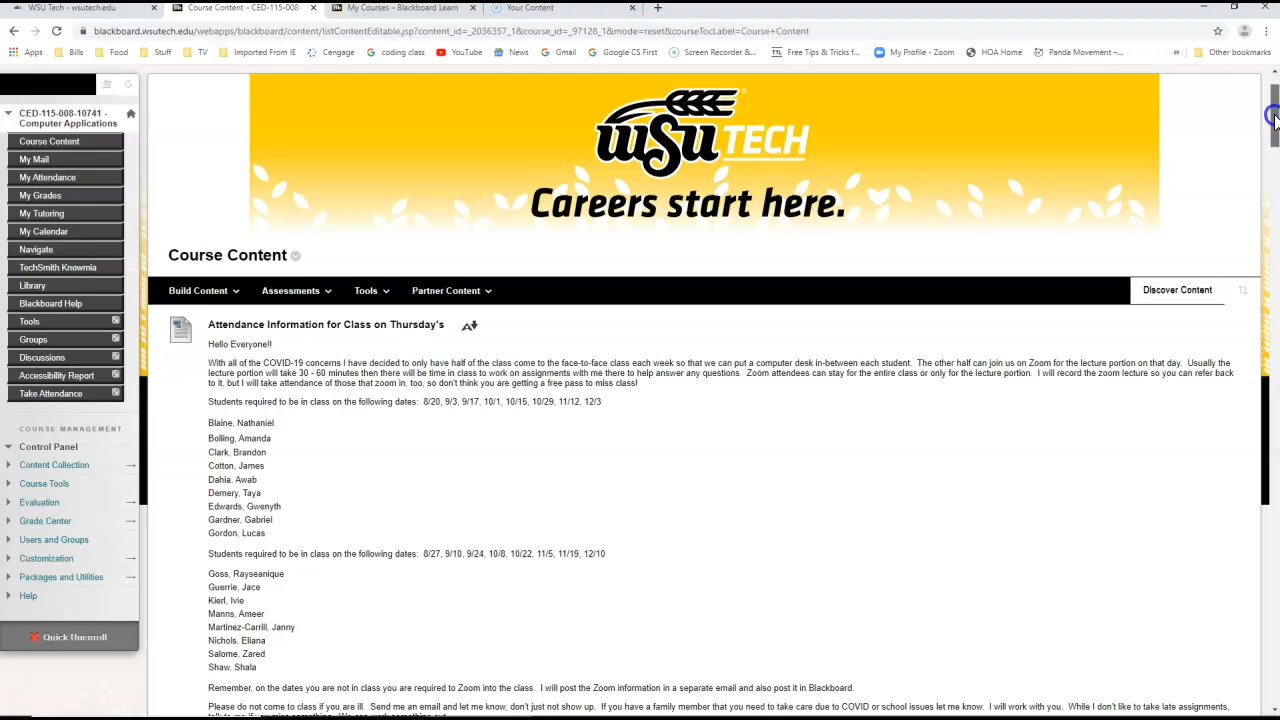 WSU Tech - wsutech.edu
Course Content – CED-115-008-
My Courses – Blackboard Learn
Your Content
blackboard.wsutech.edu/webapps/blackboard/content/listContentEditable.jsp?content_id=_2036357_1&course_id=_97128_1&mode=reset&courseTocLabel=Course+Content
Apps Bills Food Stuff TV Imported From IE Cengage coding class YouTube News Gmail Google CS First Screen Recorder &... Free Tips & Tricks f... My Profile - Zoom HOA Home Panda Movement –... » Other bookmarks
WSU TECH
Careers start here.
CED-115-008-10741 -
Computer Applications
Course Content
My Mail
My Attendance
My Grades
My Tutoring
My Calendar
Navigate
TechSmith Knowmia
Library
Blackboard Help
Tools
Groups
Discussions
Accessibility Report
Take Attendance
COURSE MANAGEMENT
Control Panel
Content Collection
Course Tools
Evaluation
Grade Center
Users and Groups
Customization
Packages and Utilities
Help
Quick Unenroll
Course Content
Build Content Assessments Tools Partner Content Discover Content
Attendance Information for Class on Thursday's
Hello Everyone!!
With all of the COVID-19 concerns I have decided to only have half of the class come to the face-to-face class each week so that we can put a computer desk in-between each student. The other half can join us on Zoom for the lecture portion on that day. Usually the
lecture portion will take 30 - 60 minutes then there will be time in class to work on assignments with me there to help answer any questions. Zoom attendees can stay for the entire class or only for the lecture portion. I will record the zoom lecture so you can refer back
to it, but I will take attendance of those that zoom in, too, so don't think you are getting a free pass to miss class!
Students required to be in class on the following dates: 8/20, 9/3, 9/17, 10/1, 10/15, 10/29, 11/12, 12/3
Blaine, Nathaniel
Bolling, Amanda
Clark, Brandon
Cotton, James
Dahia, Awab
Demery, Taya
Edwards, Gwenyth
Gardner, Gabriel
Gordon, Lucas
Students required to be in class on the following dates: 8/27, 9/10, 9/24, 10/8, 10/22, 11/5, 11/19, 12/10
Goss, Rayseanique
Guerrie, Jace
Kierl, Ivie
Manns, Ameer
Martinez-Carrill, Janny
Nichols, Eliana
Salome, Zared
Shaw, Shala
Remember, on the dates you are not in class you are required to Zoom into the class. I will post the Zoom information in a separate email and also post it in Blackboard.
Please do not come to class if you are ill. Send me an email and let me know, don't just not show up. If you have a family member that you need to take care due to COVID or school issues let me know. I will work with you. While I don't like to take late assignments,